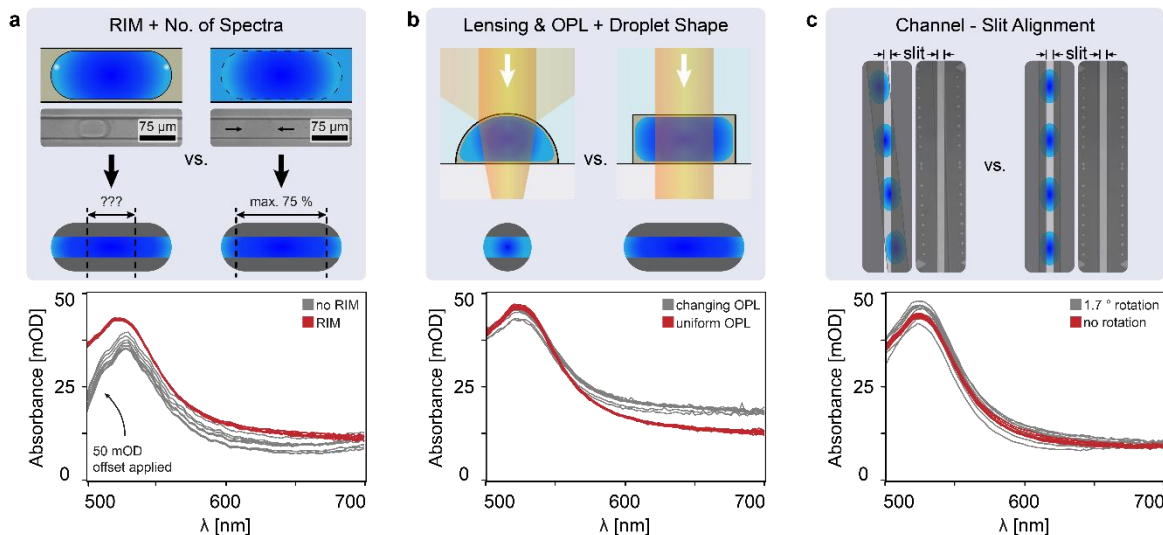 a
RIM + No. of Spectra
75 µm
75 µm
vs.
???
max. 75 %
50
25
0
Absorbance [mOD]
no RIM
RIM
50 mOD
offset applied
500
600
700
λ [nm]
b
Lensing & OPL + Droplet Shape
vs.
50
25
0
Absorbance [mOD]
changing OPL
uniform OPL
500
600
700
λ [nm]
c
Channel - Slit Alignment
slit
slit
vs.
50
25
0
Absorbance [mOD]
1.7 ° rotation
no rotation
500
600
700
λ [nm]